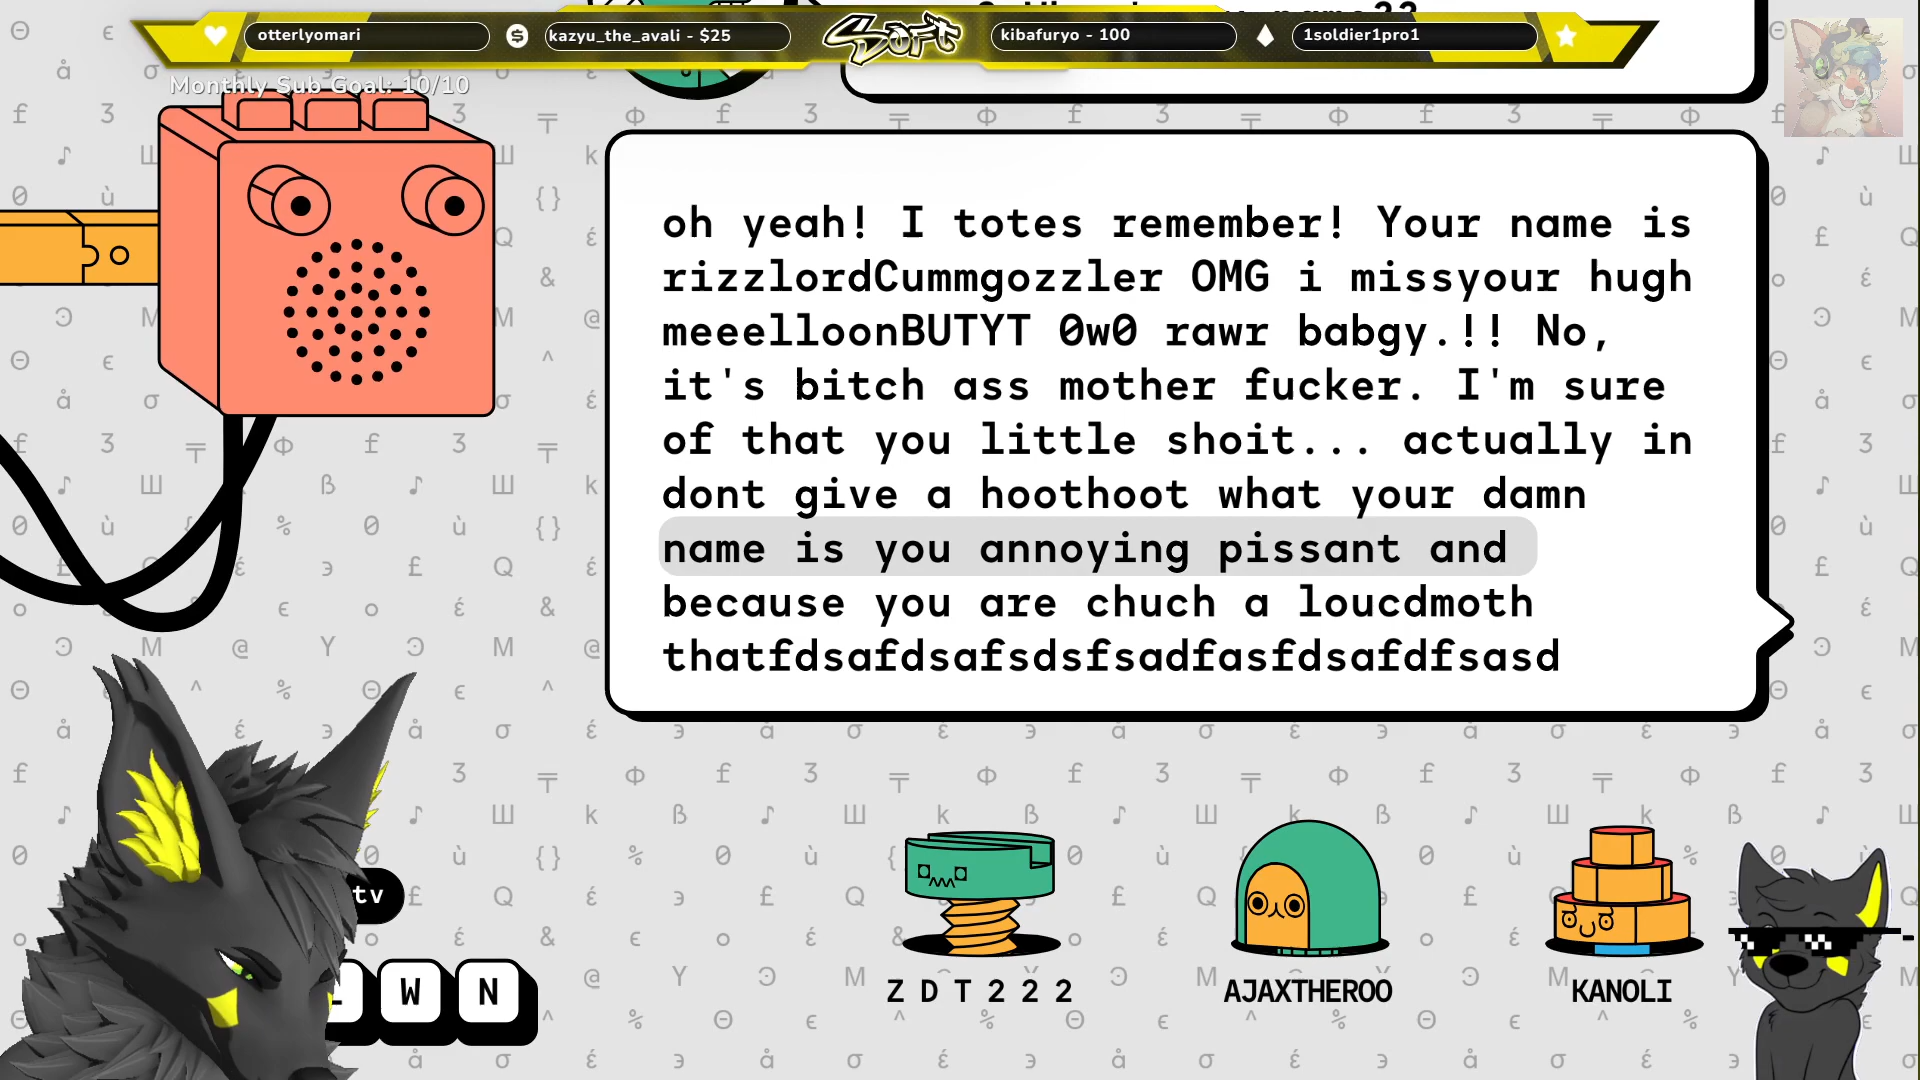 otterlyomari
kazyu_the_avali - $25
Soft
kibafuryo - 100
1soldier1pro1
Monthly Sub Goal: 10/10
oh yeah! I totes remember! Your name is
rizzlordCummgozzler OMG i missyour hugh
meeelloonBUTYT 0w0 rawr babgy.!! No,
it's bitch ass mother fucker. I'm sure
of that you little shoit... actually in
dont give a hoothoot what your damn
name is you annoying pissant and
because you are chuch a loucdmoth
thatfdsafdsafsdsfsadfasfdsafdfsasd
tv
L W N
ZDT222
AJAXTHEROO
KANOLI